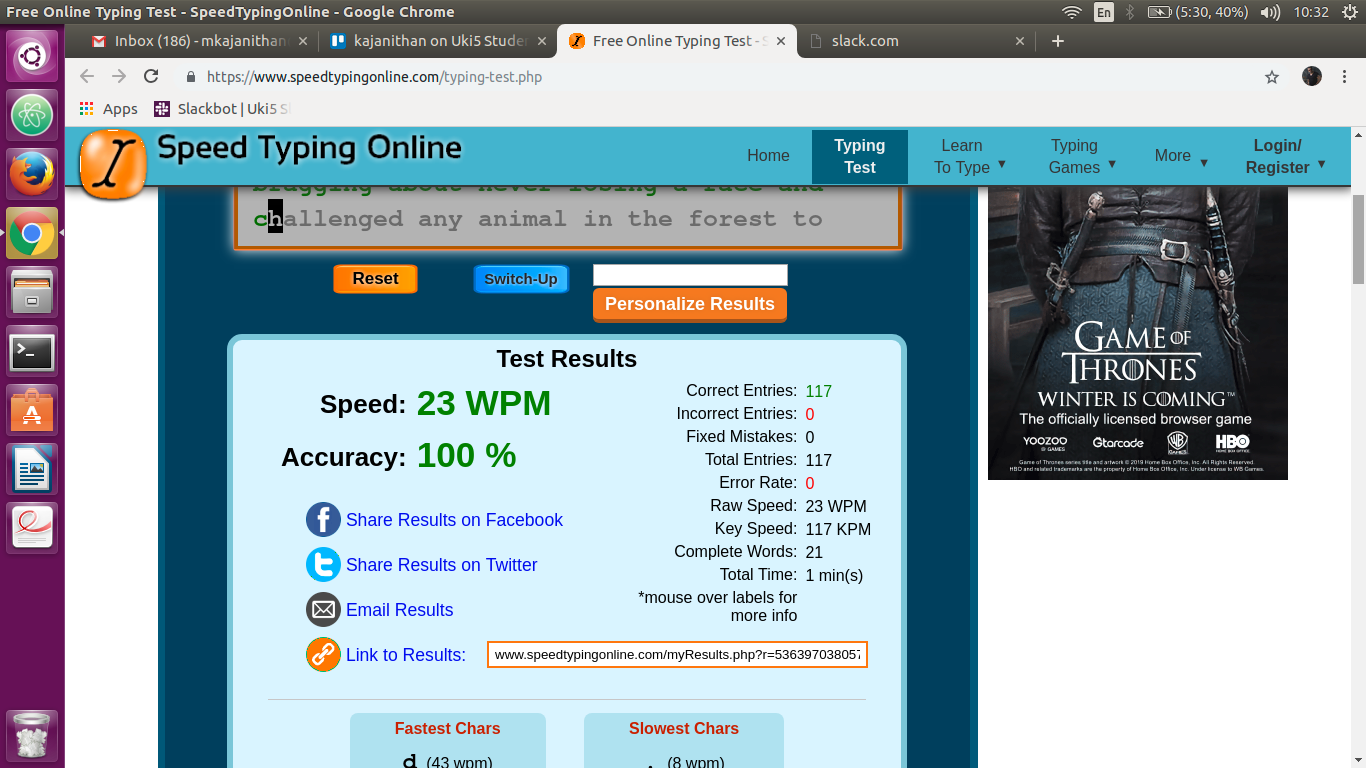 Free Online Typing Test - SpeedTypingOnline - Google Chrome
En
(5:30, 40%)
10:32
Inbox (186) - mkajanithan
kajanithan on Uki5 Studen
Free Online Typing Test - S
slack.com
https://www.speedtypingonline.com/typing-test.php
Apps
Slackbot | Uki5 S
Speed Typing Online
Home
Typing Test
Learn To Type
Typing Games
More
Login/ Register
bragging about never losing a race and
challenged any animal in the forest to
Reset
Switch-Up
Personalize Results
Test Results
Speed: 23 WPM
Accuracy: 100 %
Share Results on Facebook
Share Results on Twitter
Email Results
Link to Results: www.speedtypingonline.com/myResults.php?r=536397038057
Correct Entries: 117
Incorrect Entries: 0
Fixed Mistakes: 0
Total Entries: 117
Error Rate: 0
Raw Speed: 23 WPM
Key Speed: 117 KPM
Complete Words: 21
Total Time: 1 min(s)
*mouse over labels for
more info
Fastest Chars
d (43 wpm)
Slowest Chars
(8 wpm)
GAME OF
THRONES
WINTER IS COMING™
The officially licensed browser game
YOOZOO GAMES
Gtarcade
WB GAMES
HBO
Game of Thrones series title and artwork © 2019 Home Box Office, Inc. All Rights Reserved.
HBO and related trademarks are the property of Home Box Office, Inc. Under license to WB Games.